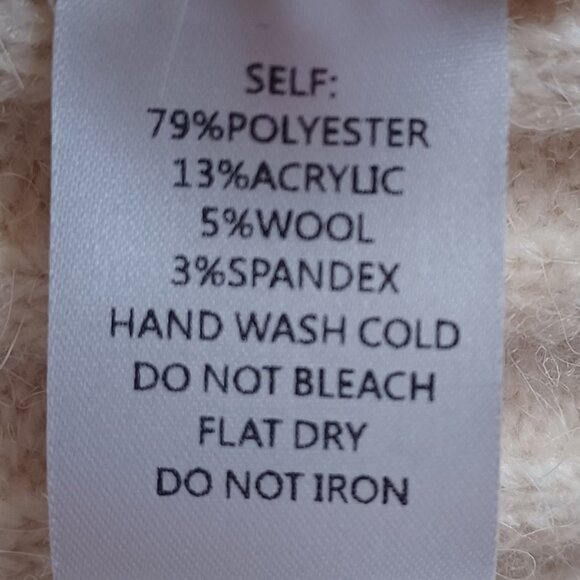 SELF:
79%POLYESTER
13%ACRYLIC
5%WOOL
3%SPANDEX
HAND WASH COLD
DO NOT BLEACH
FLAT DRY
DO NOT IRON